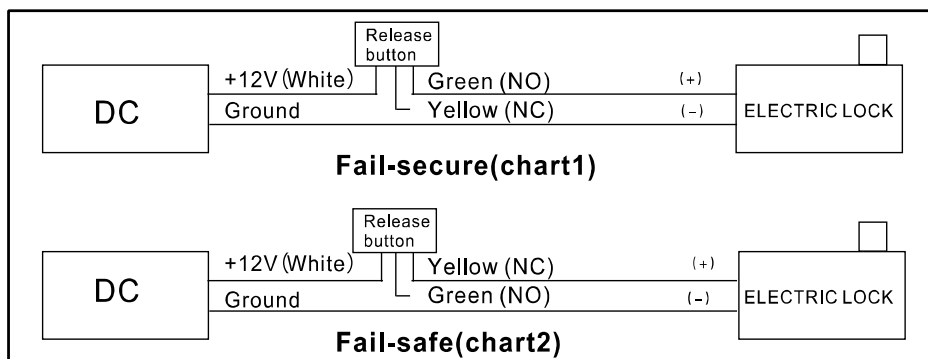 Release
button
+12V(White)
Green (NO)
(+)
DC
Ground
Yellow (NC)
(-)
ELECTRIC LOCK
Fail-secure(chart1)
Release
button
+12V(White)
Yellow (NC)
(+)
DC
Ground
Green (NO)
(-)
ELECTRIC LOCK
Fail-safe(chart2)